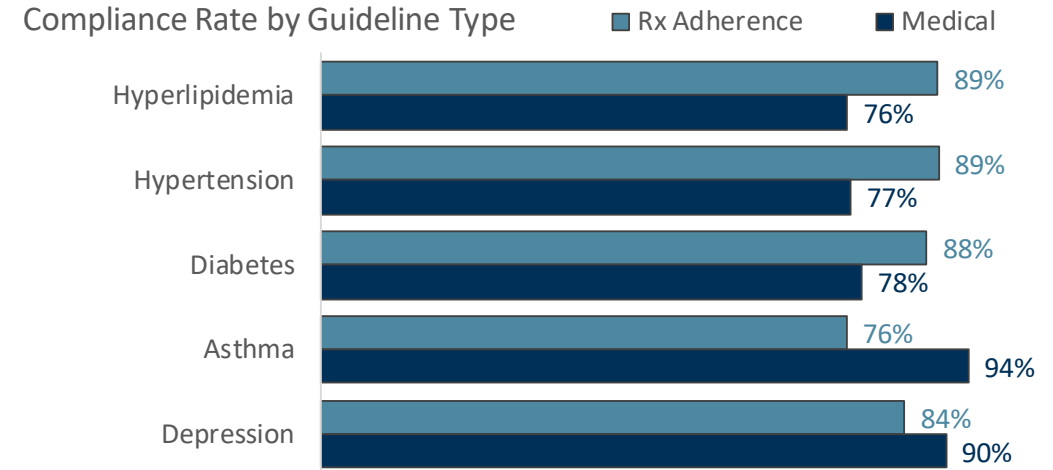 Compliance Rate by Guideline Type
Rx Adherence
Medical
Hyperlipidemia
89%
76%
Hypertension
89%
77%
Diabetes
88%
78%
Asthma
76%
94%
Depression
84%
90%